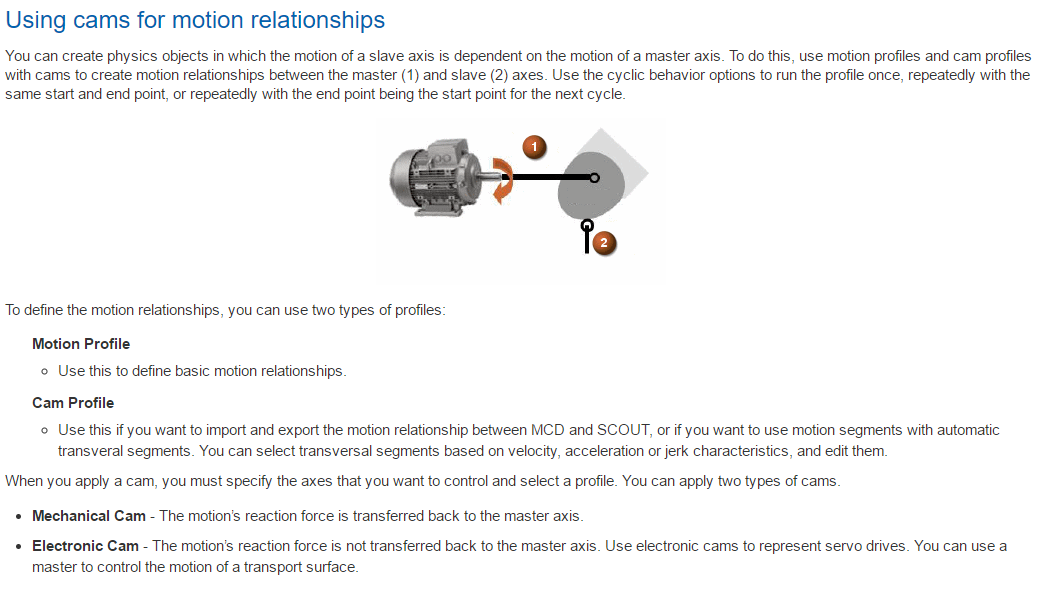 Using cams for motion relationships
You can create physics objects in which the motion of a slave axis is dependent on the motion of a master axis. To do this, use motion profiles and cam profiles
with cams to create motion relationships between the master (1) and slave (2) axes. Use the cyclic behavior options to run the profile once, repeatedly with the
same start and end point, or repeatedly with the end point being the start point for the next cycle.
1
2
To define the motion relationships, you can use two types of profiles:
Motion Profile
Use this to define basic motion relationships.
Cam Profile
Use this if you want to import and export the motion relationship between MCD and SCOUT, or if you want to use motion segments with automatic
transveral segments. You can select transversal segments based on velocity, acceleration or jerk characteristics, and edit them.
When you apply a cam, you must specify the axes that you want to control and select a profile. You can apply two types of cams.
Mechanical Cam - The motion's reaction force is transferred back to the master axis.
Electronic Cam - The motion's reaction force is not transferred back to the master axis. Use electronic cams to represent servo drives. You can use a
master to control the motion of a transport surface.